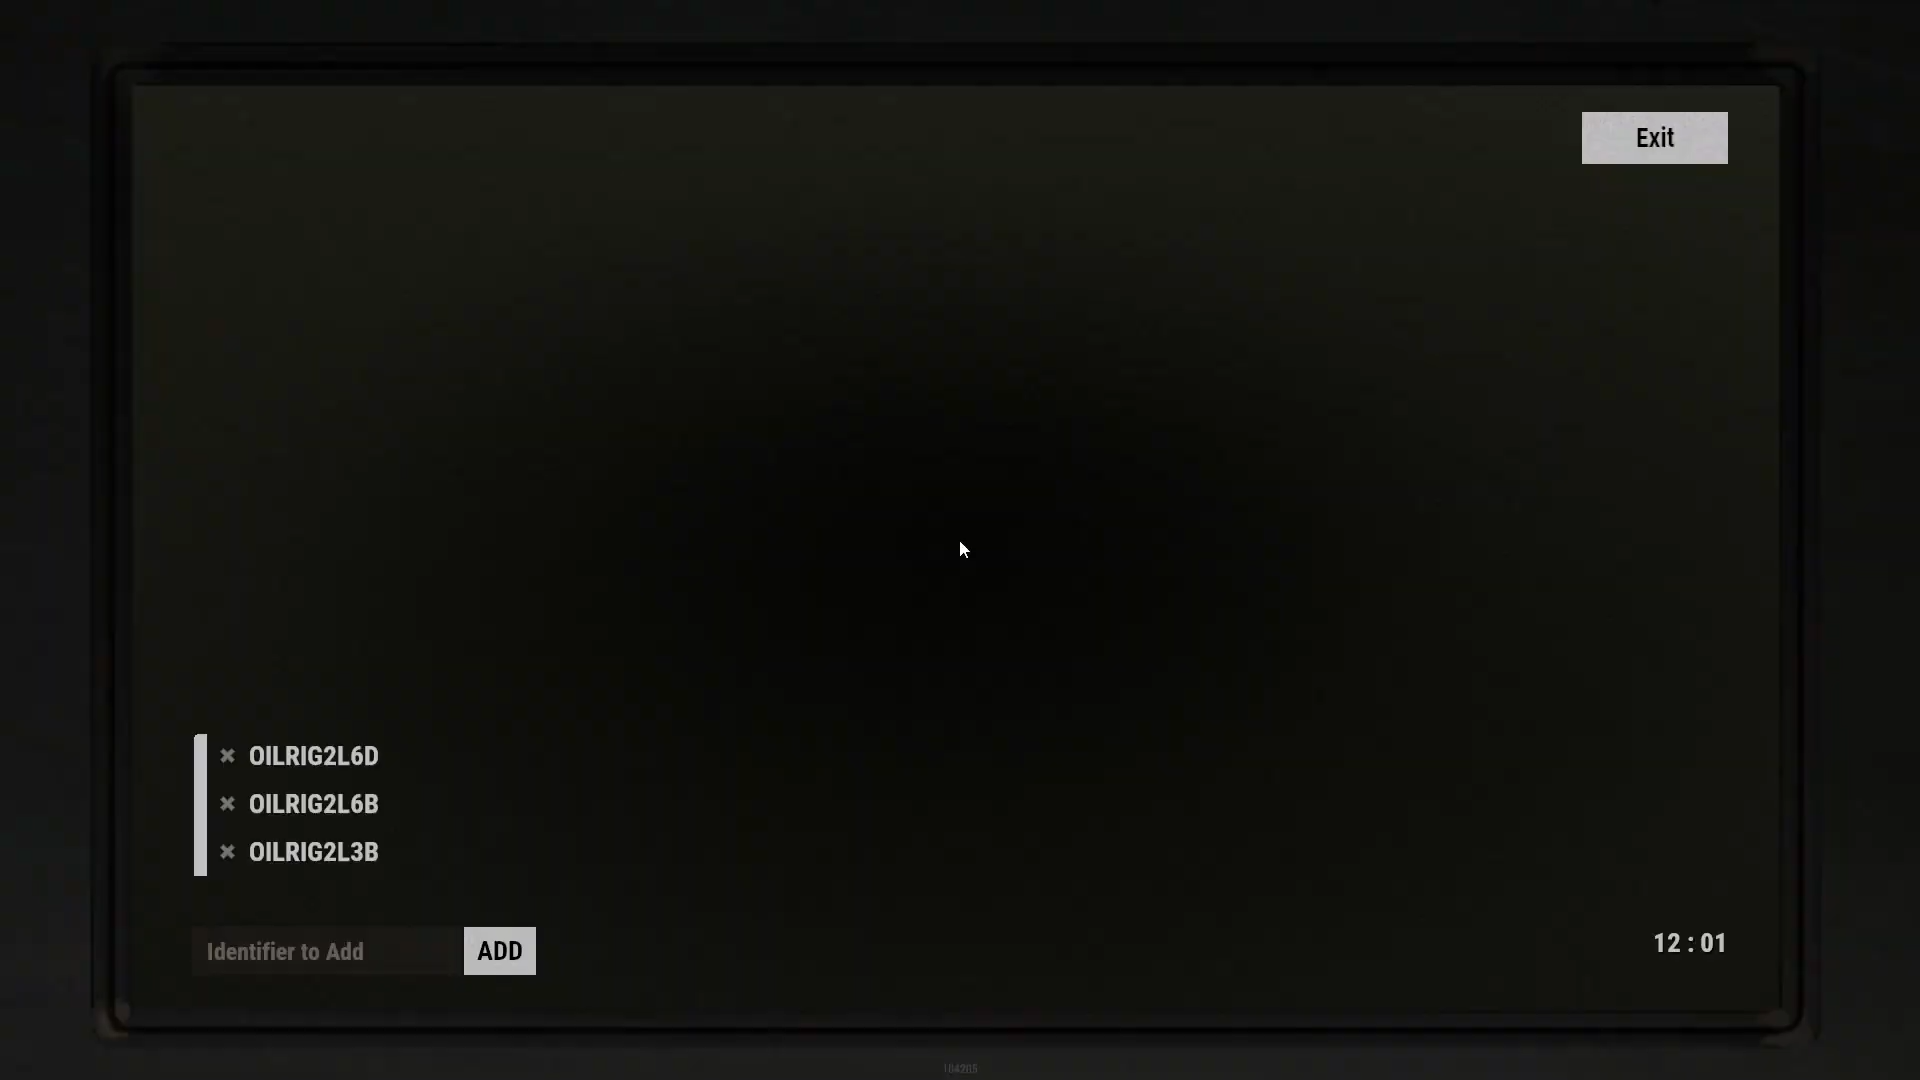 Exit
✖ OILRIG2L6D
✖ OILRIG2L6B
✖ OILRIG2L3B
Identifier to Add
ADD
12 : 01